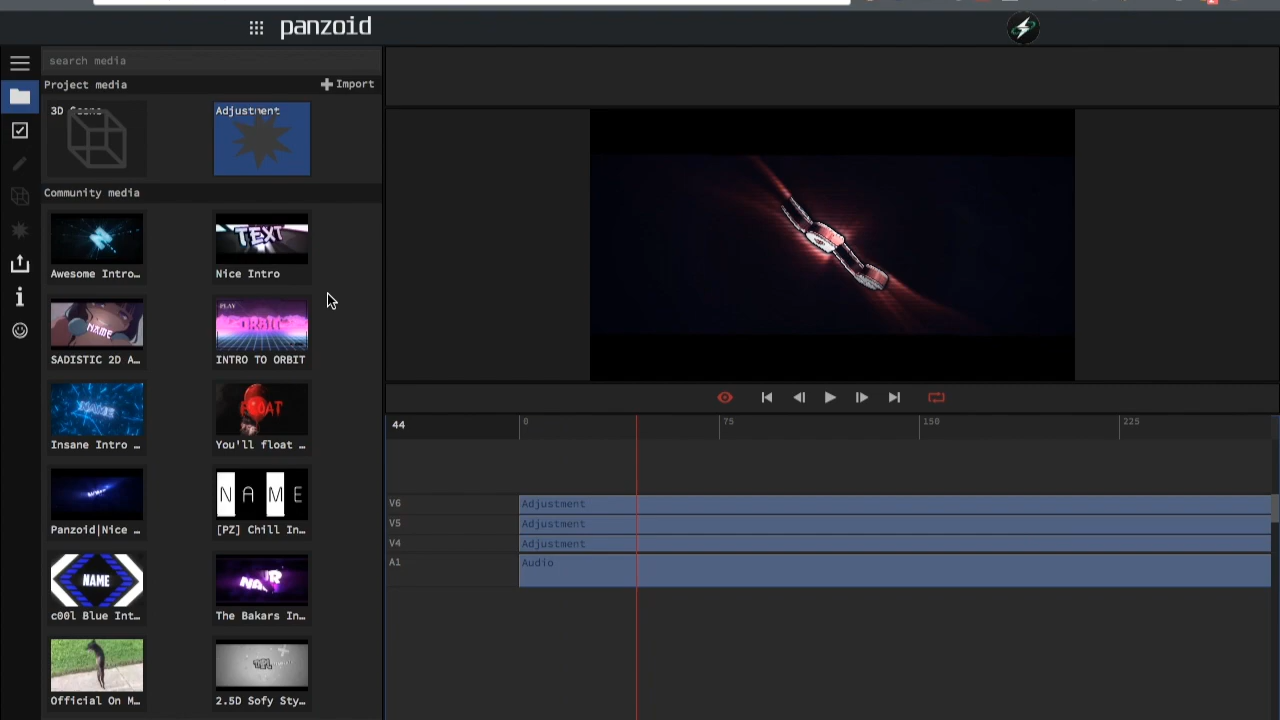 panzoid
search media
Project media
Import
3D Scene
Adjustment
Community media
Awesome Intro…
Nice Intro
TEXT
SADISTIC 2D A…
NAME
INTRO TO ORBIT
PLAY
ORBIT
Insane Intro …
NAME
You'll float …
FLOAT
Panzoid|Nice …
[PZ] Chill In…
N A M E
c00l Blue Int…
NAME
The Bakars In…
Official On M…
2.5D Sofy Sty…
44
0
75
150
225
V6
Adjustment
V5
Adjustment
V4
Adjustment
A1
Audio